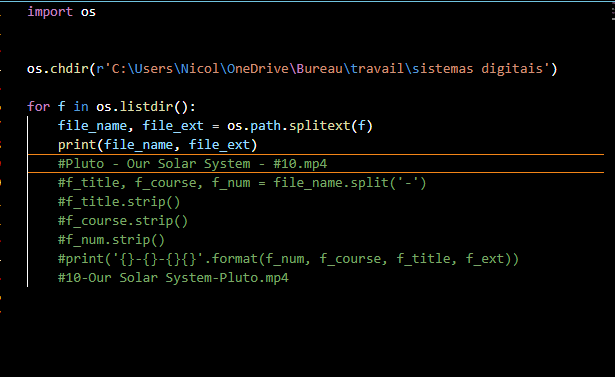 import os
os.chdir(r'C:\Users\Nicol\OneDrive\Bureau\travail\sistemas digitais')
for f in os.listdir():
file_name, file_ext = os.path.splitext(f)
print(file_name, file_ext)
#Pluto - Our Solar System - #10.mp4
#f_title, f_course, f_num = file_name.split('-')
#f_title.strip()
#f_course.strip()
#f_num.strip()
#print('{}-{}-{}{}'.format(f_num, f_course, f_title, f_ext))
#10-Our Solar System-Pluto.mp4